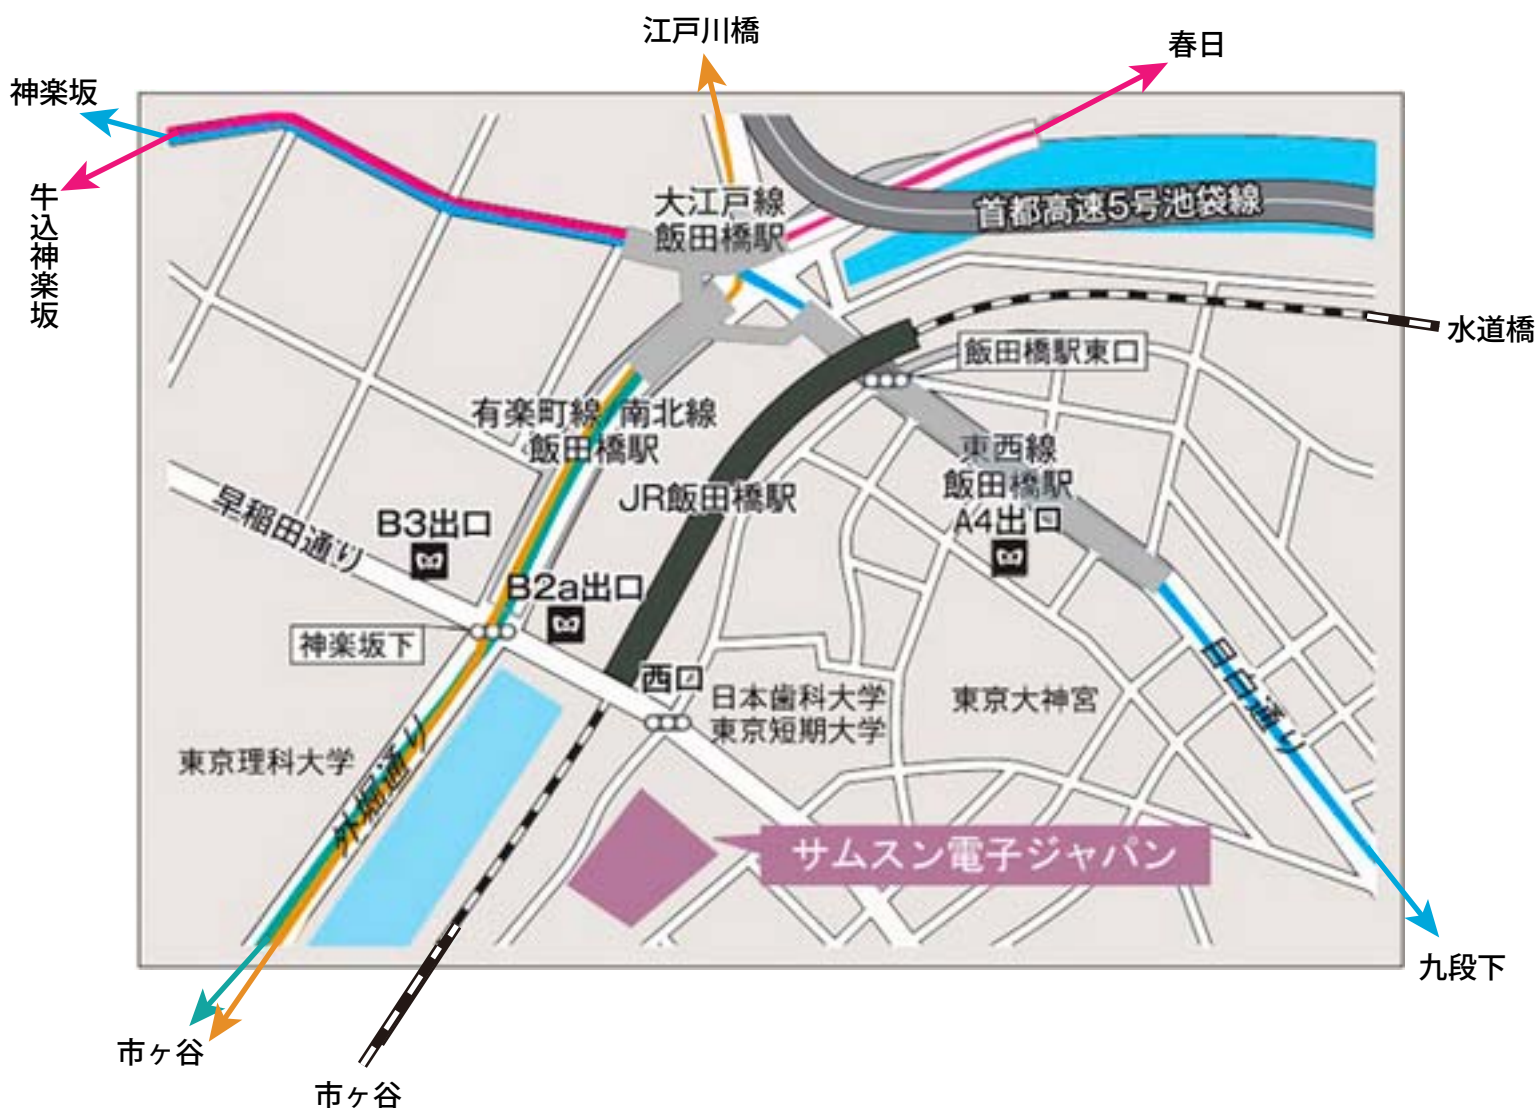 江戸川橋
春日
神楽坂
牛込神楽坂
大江戸線
飯田橋駅
首都高速5号池袋線
水道橋
飯田橋駅東口
有楽町線 南北線
飯田橋駅
東西線
飯田橋駅
A4出口
JR飯田橋駅
早稲田通り
B3出口
B2a出口
神楽坂下
西口
日本歯科大学
東京短期大学
東京大神宮
目白通り
東京理科大学
外堀通り
サムスン電子ジャパン
九段下
市ヶ谷
市ヶ谷